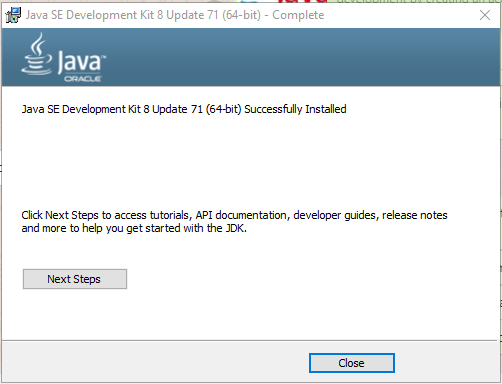 Java SE Development Kit 8 Update 71 (64-bit) - Complete
Java™
ORACLE
Java SE Development Kit 8 Update 71 (64-bit) Successfully Installed
Click Next Steps to access tutorials, API documentation, developer guides, release notes
and more to help you get started with the JDK.
Next Steps
Close